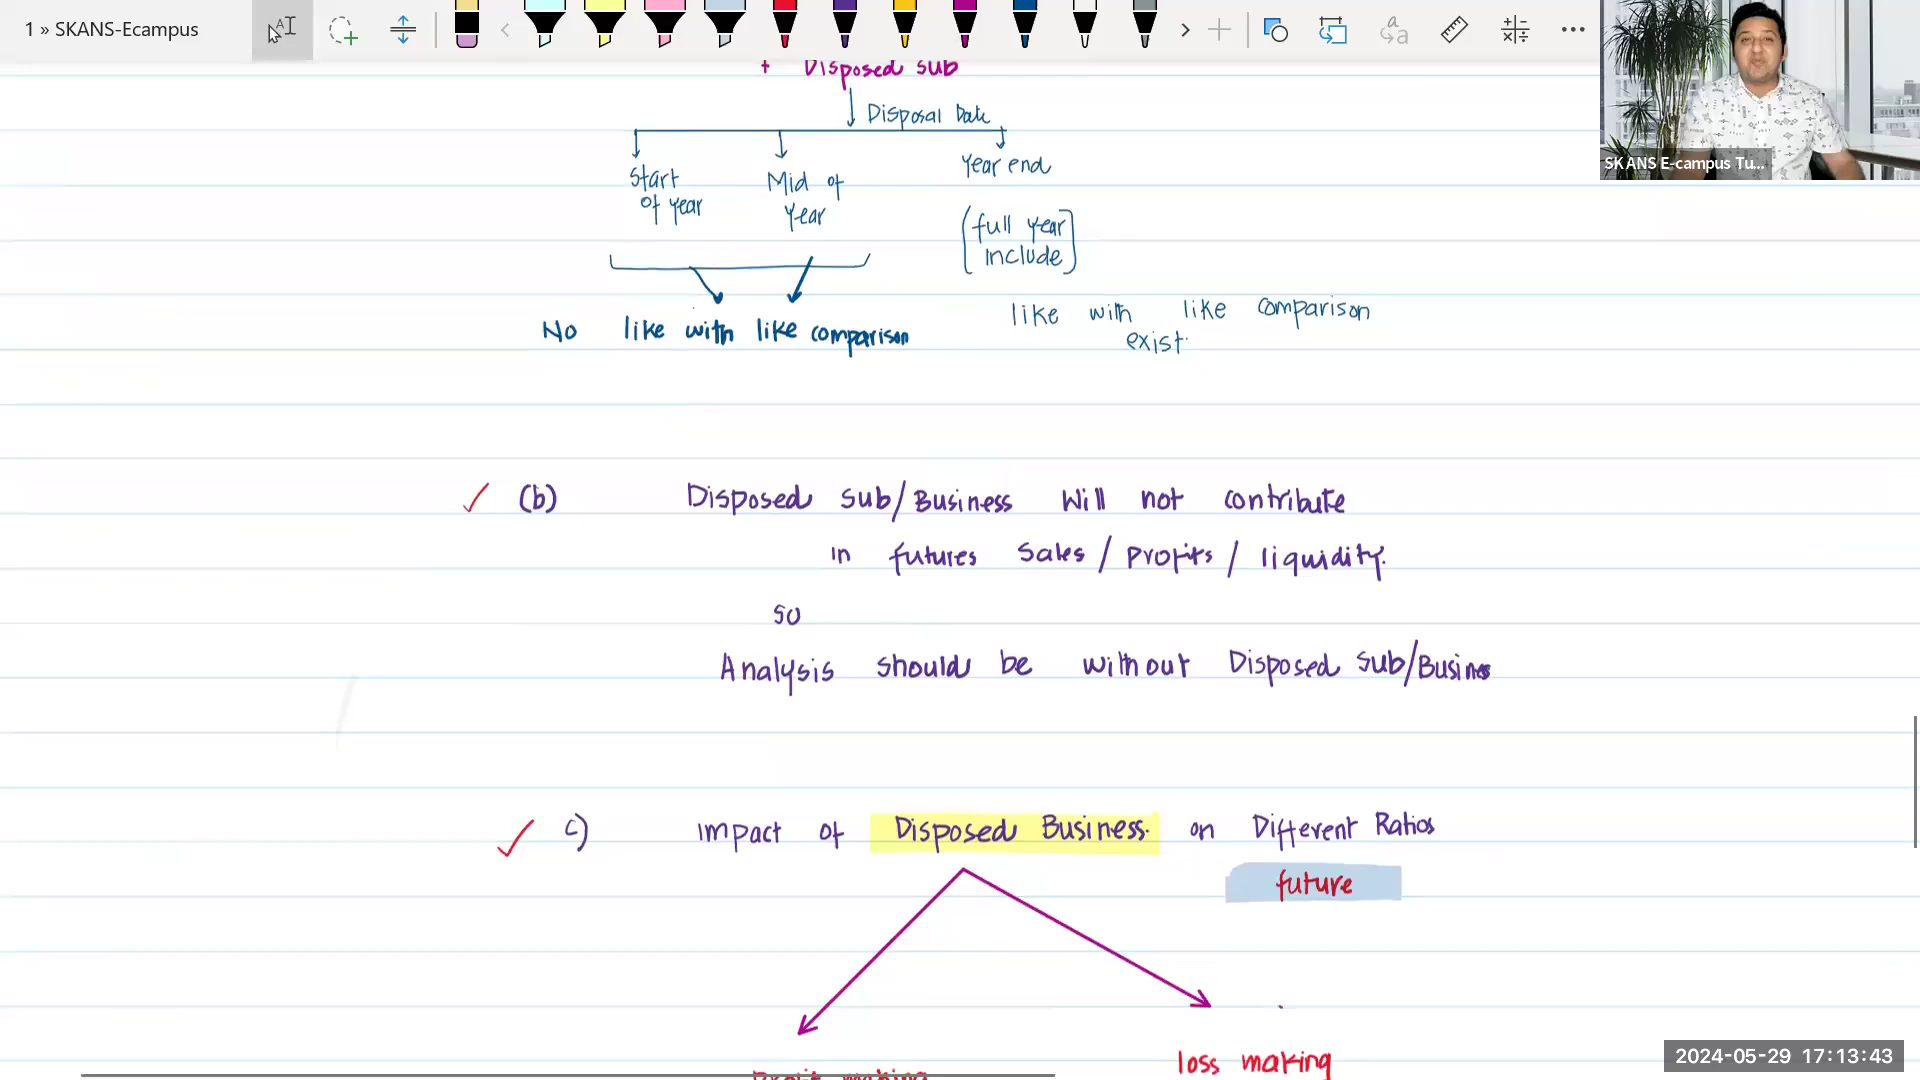 1 » SKANS-Ecampus
+ Disposed sub
Disposal Date
Start of year
Mid of year
Year end
(full year include)
No like with like comparison
like with like comparison exist.
SKANS E-campus Tu...
(b) Disposed sub/Business Will not contribute
in futures sales / profits / liquidity.
so
Analysis should be without Disposed sub/Business
c) impact of Disposed Business. on Different Ratios
future
loss making
Profit making
2024-05-29 17:13:43